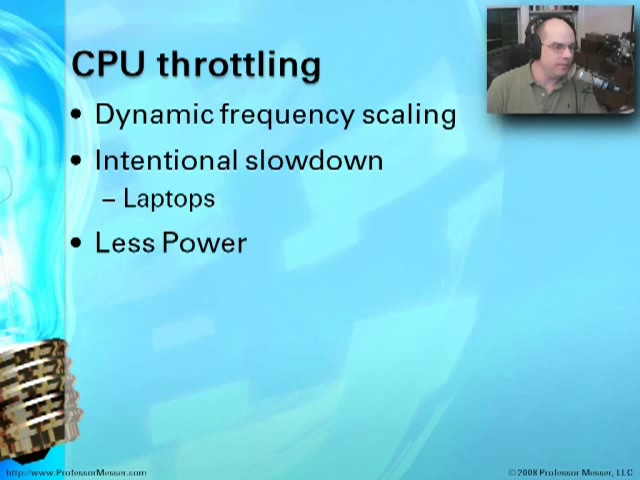 CPU throttling
• Dynamic frequency scaling
• Intentional slowdown
– Laptops
• Less Power
http://www.ProfessorMesser.com
© 2008 Professor Messer, LLC